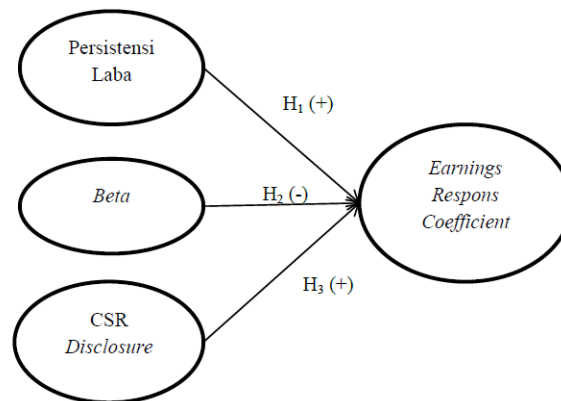 Persistensi
Laba
H₁ (+)
Beta
H₂ (-)
Earnings
Respons
Coefficient
CSR
Disclosure
H₃ (+)